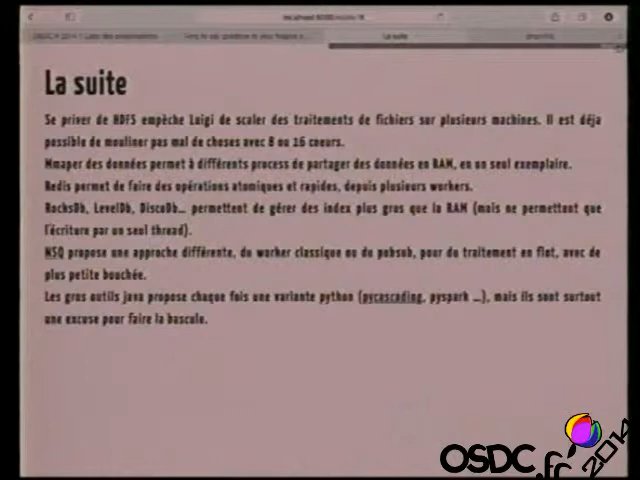 La suite
La suite
Se priver de HDFS empêche Luigi de scaler des traitements de fichiers sur plusieurs machines. Il est déja
possible de mouliner pas mal de choses avec 8 ou 16 coeurs.
Mmaper des données permet à différents process de partager des données en RAM, en un seul exemplaire.
Redis permet de faire des opérations atomiques et rapides, depuis plusieurs workers.
RocksDb, LevelDb, DiscoDb... permettent de gérer des index plus gros que la RAM (mais ne permettent que
l'écriture par un seul thread).
NSQ propose une approche différente, du worker classique ou du pubsub, pour du traitement en flot, avec de
plus petite bouchée.
Les gros outils java propose chaque fois une variante python (pycascading, pyspark ...), mais ils sont surtout
une excuse pour faire la bascule.
OSDC.fr 2014